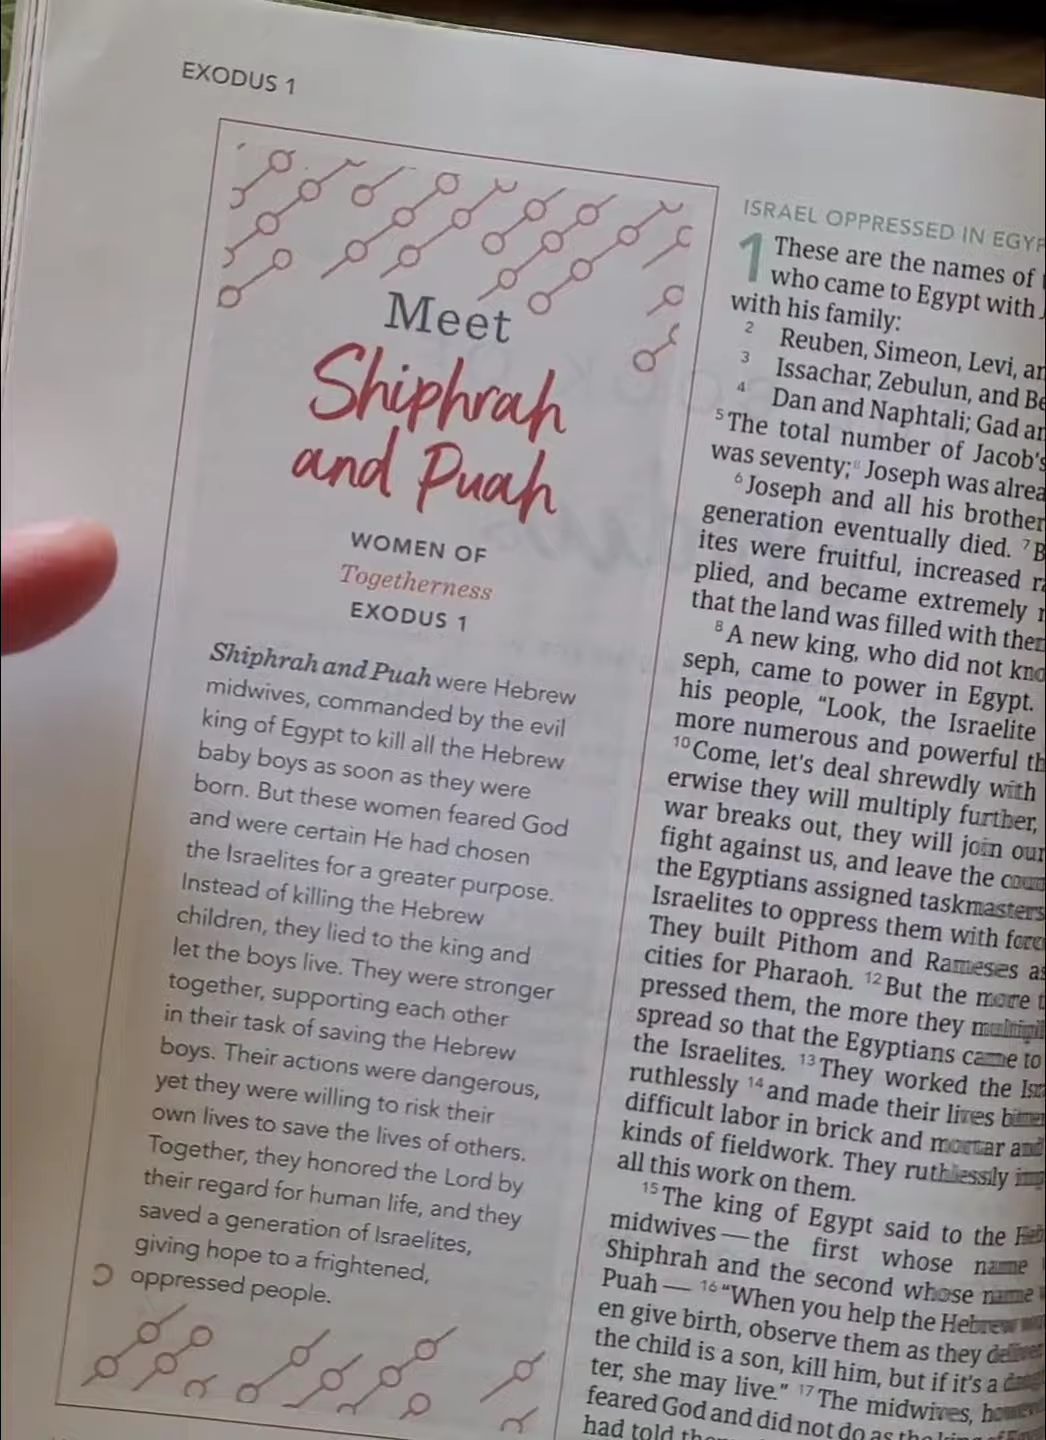 EXODUS 1
Meet
Shiphrah
and Puah
WOMEN OF
Togetherness
EXODUS 1
Shiphrah and Puah were Hebrew
midwives, commanded by the evil
king of Egypt to kill all the Hebrew
baby boys as soon as they were
born. But these women feared God
and were certain He had chosen
the Israelites for a greater purpose.
Instead of killing the Hebrew
children, they lied to the king and
let the boys live. They were stronger
together, supporting each other
in their task of saving the Hebrew
boys. Their actions were dangerous,
yet they were willing to risk their
own lives to save the lives of others.
Together, they honored the Lord by
their regard for human life, and they
saved a generation of Israelites,
giving hope to a frightened,
oppressed people.
ISRAEL OPPRESSED IN
1 These are the names of
who came to Egypt with
with his family:
2 Reuben, Simeon, Levi,
3 Issachar, Zebulun, and
4 Dan and Naphtali; Gad
5 The total number of Jacob's
was seventy; Joseph was
6 Joseph and all his
generation eventually died. 7
ites were fruitful, increased
plied, and became extremely
that the land was filled with
8 A new king, who did not
seph, came to power in Egypt.
his people, "Look, the Israelite
more numerous and powerful
10 Come, let's deal shrewdly with
erwise they will multiply further,
war breaks out, they will join our
fight against us, and leave the
the Egyptians assigned taskmasters
Israelites to oppress them with
They built Pithom and Rameses
cities for Pharaoh. 12 But the more
pressed them, the more they
spread so that the Egyptians came to
the Israelites. 13 They worked the
ruthlessly 14 and made their lives
difficult labor in brick and mortar and
kinds of fieldwork. They ruthlessly
all this work on them.
15 The king of Egypt said to the
midwives — the first whose name
Shiphrah and the second whose name
Puah — 16 "When you help the Hebrew
en give birth, observe them as they deliver
the child is a son, kill him, but if it's a
ter, she may live." 17 The midwives,
feared God and did not do as the
had told